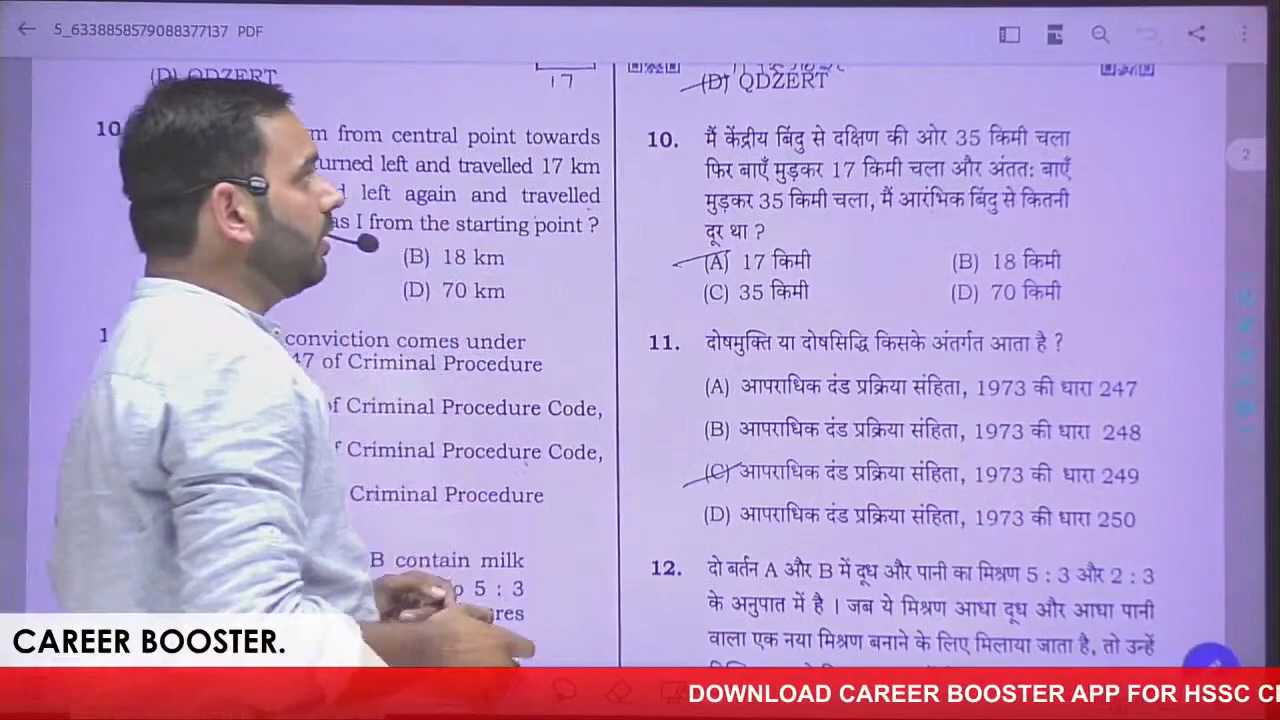 5_6338858579088377137 PDF
(D) QDZERT
17
10
m from central point towards
urned left and travelled 17 km
left again and travelled
as I from the starting point ?
(B) 18 km
(D) 70 km
1
conviction comes under
47 of Criminal Procedure
of Criminal Procedure Code,
Criminal Procedure Code,
Criminal Procedure
B contain milk
5 : 3
(D) QDZERT
10. मैं केंद्रीय बिंदु से दक्षिण की ओर 35 किमी चला
फिर बाएँ मुड़कर 17 किमी चला और अंततः बाएँ
मुड़कर 35 किमी चला, मैं आरंभिक बिंदु से कितनी
दूर था ?
(A) 17 किमी (B) 18 किमी
(C) 35 किमी (D) 70 किमी
11. दोषमुक्ति या दोषसिद्धि किसके अंतर्गत आता है ?
(A) आपराधिक दंड प्रक्रिया संहिता, 1973 की धारा 247
(B) आपराधिक दंड प्रक्रिया संहिता, 1973 की धारा 248
(C) आपराधिक दंड प्रक्रिया संहिता, 1973 की धारा 249
(D) आपराधिक दंड प्रक्रिया संहिता, 1973 की धारा 250
12. दो बर्तन A और B में दूध और पानी का मिश्रण 5 : 3 और 2 : 3
के अनुपात में है । जब ये मिश्रण आधा दूध और आधा पानी
वाला एक नया मिश्रण बनाने के लिए मिलाया जाता है, तो उन्हें
2
CAREER BOOSTER.
DOWNLOAD CAREER BOOSTER APP FOR HSSC